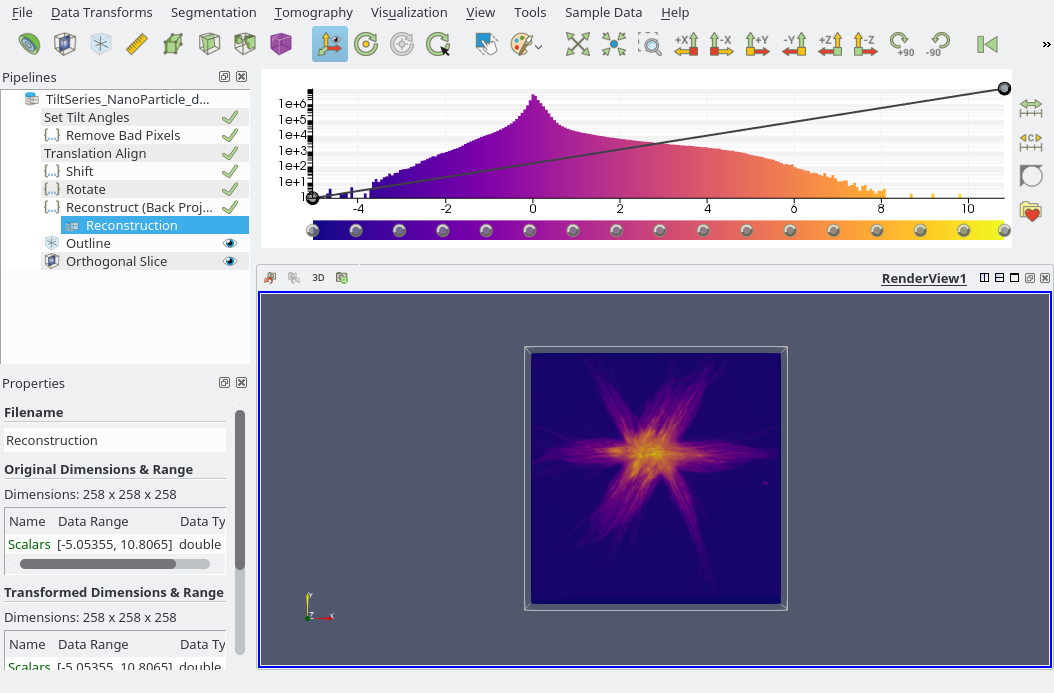 File Data Transforms Segmentation Tomography Visualization View Tools Sample Data Help
+X -X +Y -Y +Z -Z +90 -90 »
Pipelines
TiltSeries_NanoParticle_d...
Set Tilt Angles
{..} Remove Bad Pixels
Translation Align
{..} Shift
{..} Rotate
{..} Reconstruct (Back Proj...
Reconstruction
Outline
Orthogonal Slice
1e+6
1e+5
1e+4
1e+3
1e+2
1e+1
-4 -2 0 2 4 6 8 10
C
3D
RenderView1
Y
Z X
Properties
Filename
Reconstruction
Original Dimensions & Range
Dimensions: 258 x 258 x 258
Name Data Range Data Ty
Scalars [-5.05355, 10.8065] double
Transformed Dimensions & Range
Dimensions: 258 x 258 x 258
Name Data Range Data Ty
Scalars [-5.05355, 10.8065] double